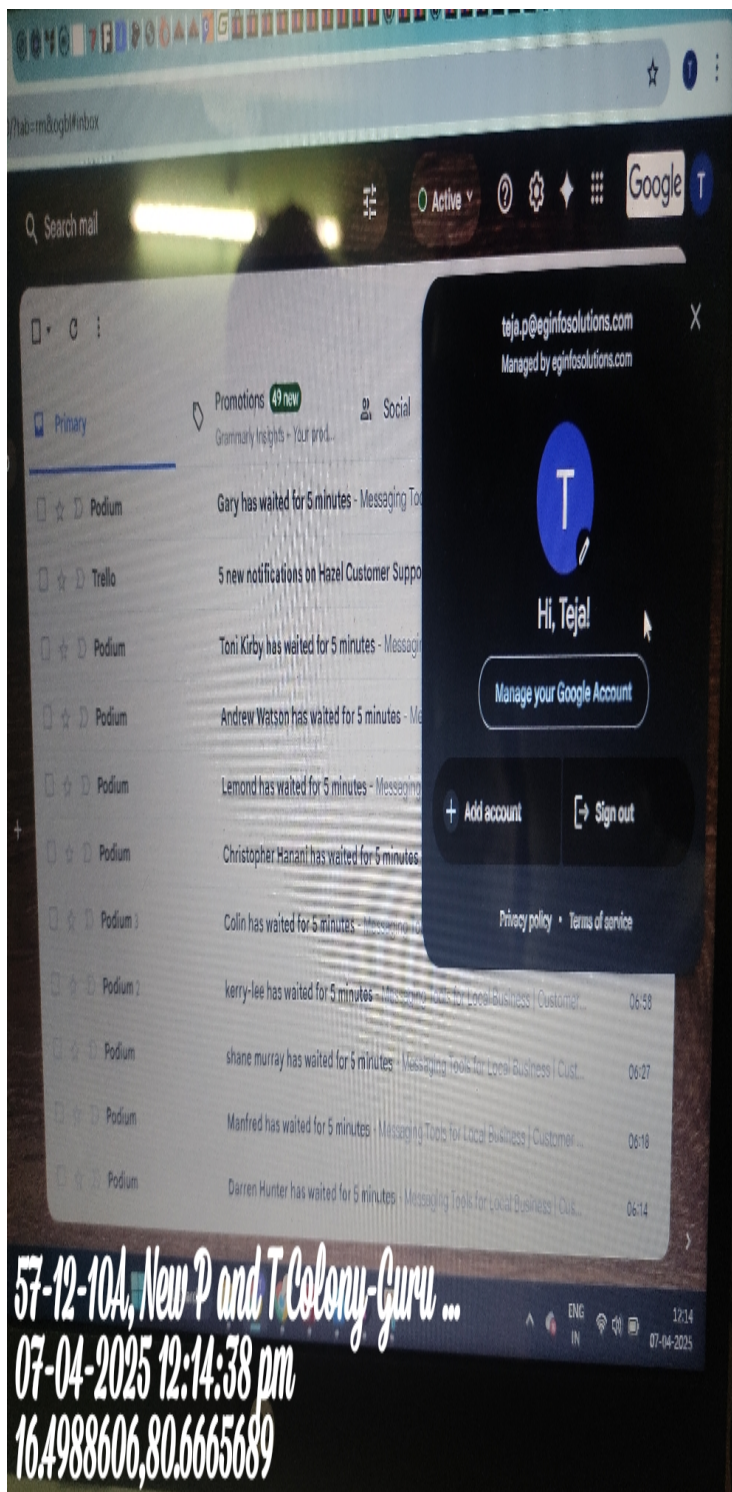 /?tab=rm&ogbl#inbox
Search mail
Active
Google
T
teja.p@eginfosolutions.com
Managed by eginfosolutions.com
T
Hi, Teja!
Manage your Google Account
Add account
Sign out
Privacy policy • Terms of service
Primary
Promotions 49 new
Grammarly Insights - Your prod...
Social
Podium Gary has waited for 5 minutes - Messaging Too
Trello 5 new notifications on Hazel Customer Suppo
Podium Toni Kirby has waited for 5 minutes - Messagin
Podium Andrew Watson has waited for 5 minutes - Me
Podium Lemond has waited for 5 minutes - Messaging
Podium Christopher Hanani has waited for 5 minutes
Podium 3 Colin has waited for 5 minutes - Messaging Too
Podium 2 kerry-lee has waited for 5 minutes - Messaging Tools for Local Business | Customer... 06:58
Podium shane murray has waited for 5 minutes - Messaging Tools for Local Business | Cust... 06:27
Podium Manfred has waited for 5 minutes - Messaging Tools for Local Business | Customer ... 06:18
Podium Darren Hunter has waited for 5 minutes - Messaging Tools for Local Business | Cus... 06:14
ENG
IN
12:14
07-04-2025
57-12-10A, New P and T Colony-Guru ...
07-04-2025 12:14:38 pm
16.4988606,80.6665689